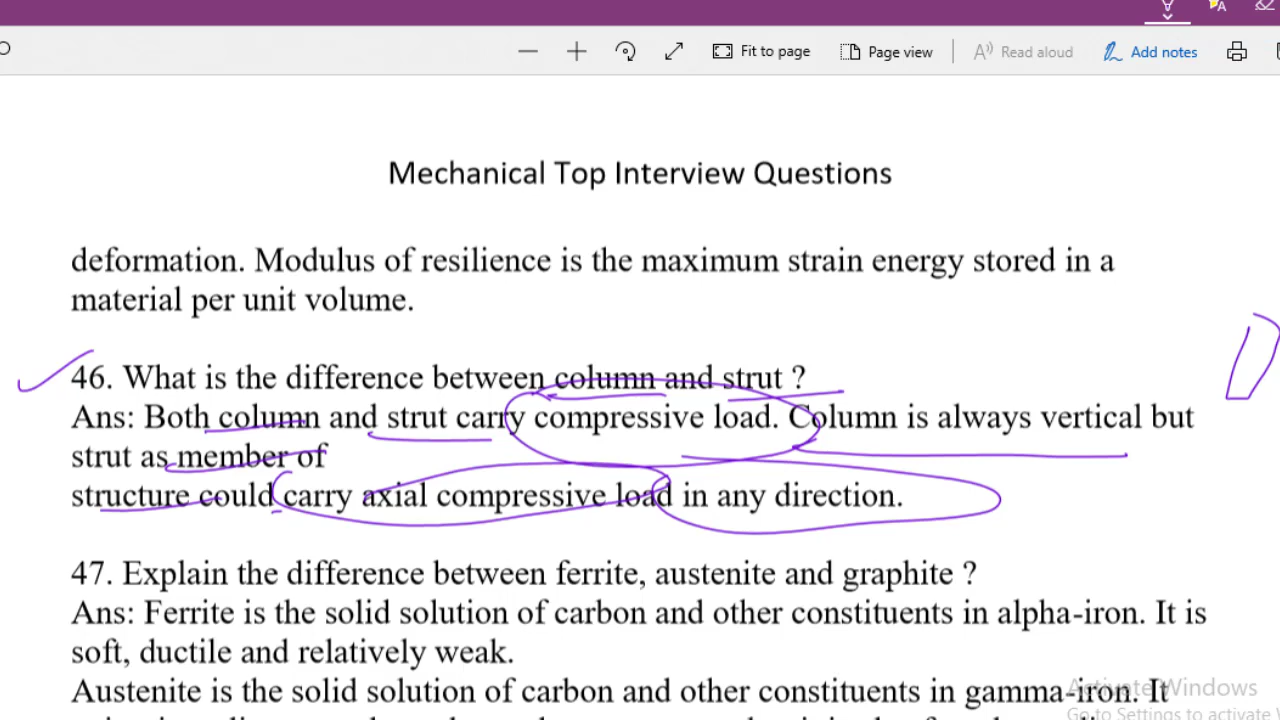 Fit to page
Page view
Read aloud
Add notes
Mechanical Top Interview Questions
deformation. Modulus of resilience is the maximum strain energy stored in a
material per unit volume.
46. What is the difference between column and strut ?
Ans: Both column and strut carry compressive load. Column is always vertical but
strut as member of
structure could carry axial compressive load in any direction.
47. Explain the difference between ferrite, austenite and graphite ?
Ans: Ferrite is the solid solution of carbon and other constituents in alpha-iron. It is
soft, ductile and relatively weak.
Austenite is the solid solution of carbon and other constituents in gamma-iron. It
Activate Windows
Go to Settings to activate